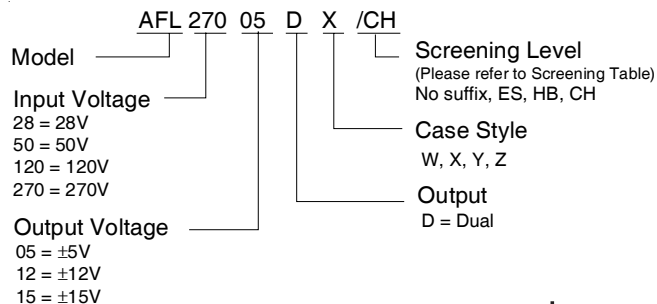 AFL 270 05 D X /CH
Model
Input Voltage
28 = 28V
50 = 50V
120 = 120V
270 = 270V
Output Voltage
05 = ±5V
12 = ±12V
15 = ±15V
Screening Level
(Please refer to Screening Table)
No suffix, ES, HB, CH
Case Style
W, X, Y, Z
Output
D = Dual